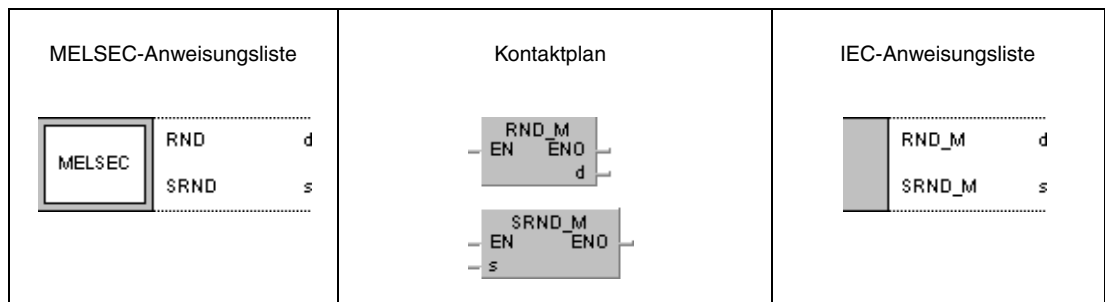 MELSEC-Anweisungsliste
MELSEC
RND d
SRND s
Kontaktplan
RND_M
EN ENO
d
SRND_M
EN ENO
s
IEC-Anweisungsliste
RND_M d
SRND_M s